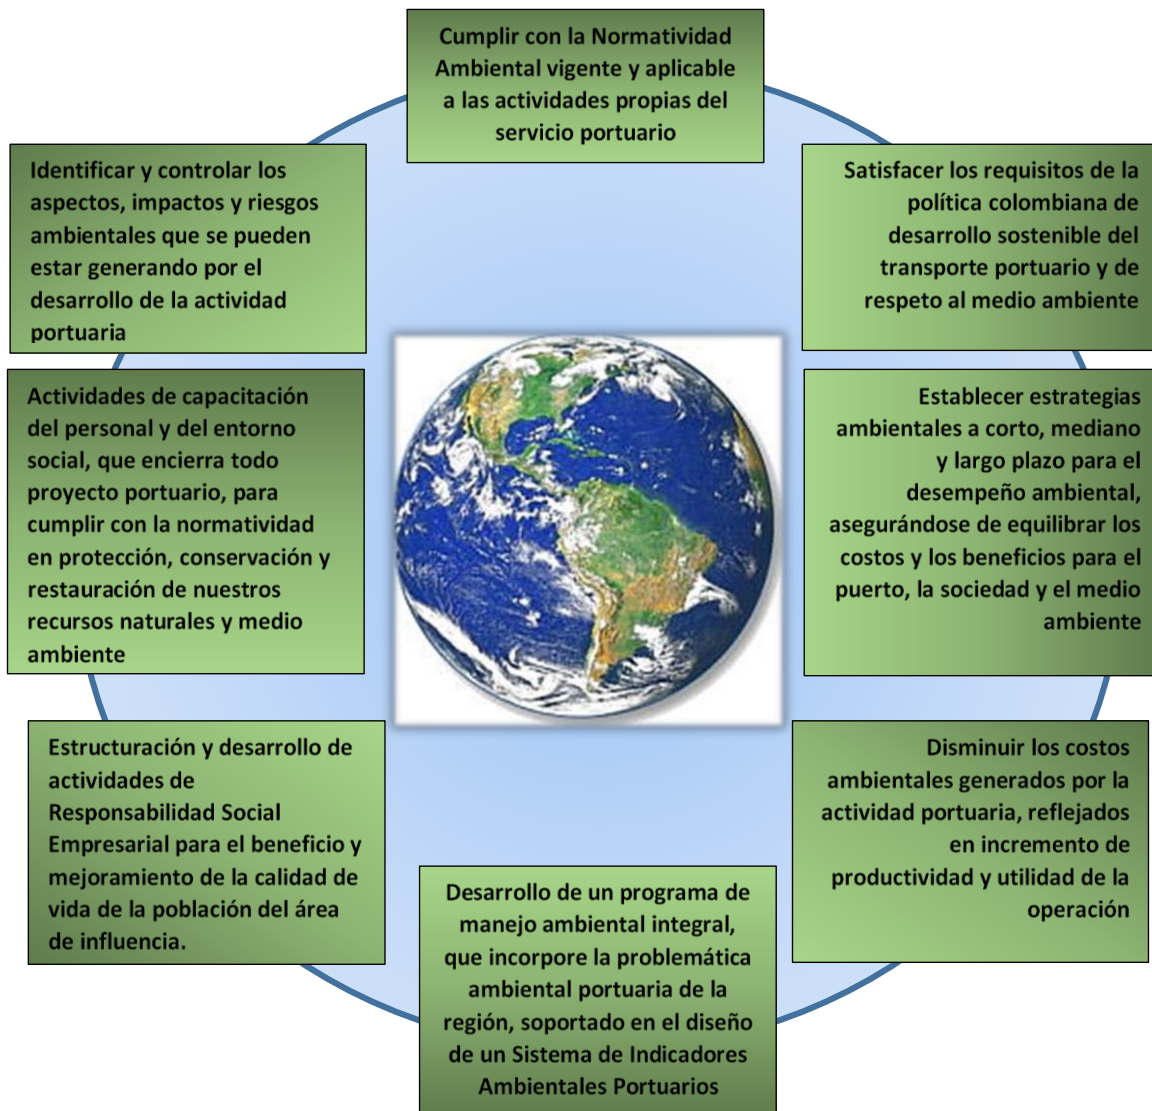 Cumplir con la Normatividad
Ambiental vigente y aplicable
a las actividades propias del
servicio portuario
Identificar y controlar los
aspectos, impactos y riesgos
ambientales que se pueden
estar generando por el
desarrollo de la actividad
portuaria
Satisfacer los requisitos de la
política colombiana de
desarrollo sostenible del
transporte portuario y de
respeto al medio ambiente
Actividades de capacitación
del personal y del entorno
social, que encierra todo
proyecto portuario, para
cumplir con la normatividad
en protección, conservación y
restauración de nuestros
recursos naturales y medio
ambiente
Establecer estrategias
ambientales a corto, mediano
y largo plazo para el
desempeño ambiental,
asegurándose de equilibrar los
costos y los beneficios para el
puerto, la sociedad y el medio
ambiente
Estructuración y desarrollo de
actividades de
Responsabilidad Social
Empresarial para el beneficio y
mejoramiento de la calidad de
vida de la población del área
de influencia.
Disminuir los costos
ambientales generados por la
actividad portuaria, reflejados
en incremento de
productividad y utilidad de la
operación
Desarrollo de un programa de
manejo ambiental integral,
que incorpore la problemática
ambiental portuaria de la
región, soportado en el diseño
de un Sistema de Indicadores
Ambientales Portuarios